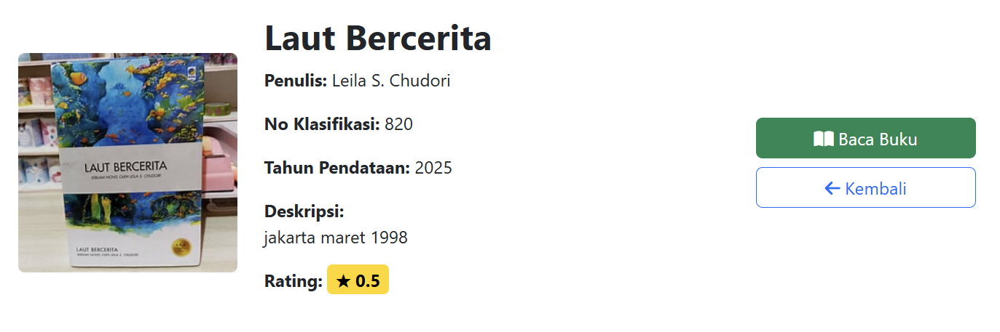 Laut Bercerita
Penulis: Leila S. Chudori
No Klasifikasi: 820
Tahun Pendataan: 2025
Deskripsi:
jakarta maret 1998
Rating: ★ 0.5
Baca Buku
← Kembali
LAUT BERCERITA
SEBUAH NOVEL OLEH LEILA S. CHUDORI
LAUT BERCERITA
SEBUAH NOVEL OLEH LEILA S. CHUDORI